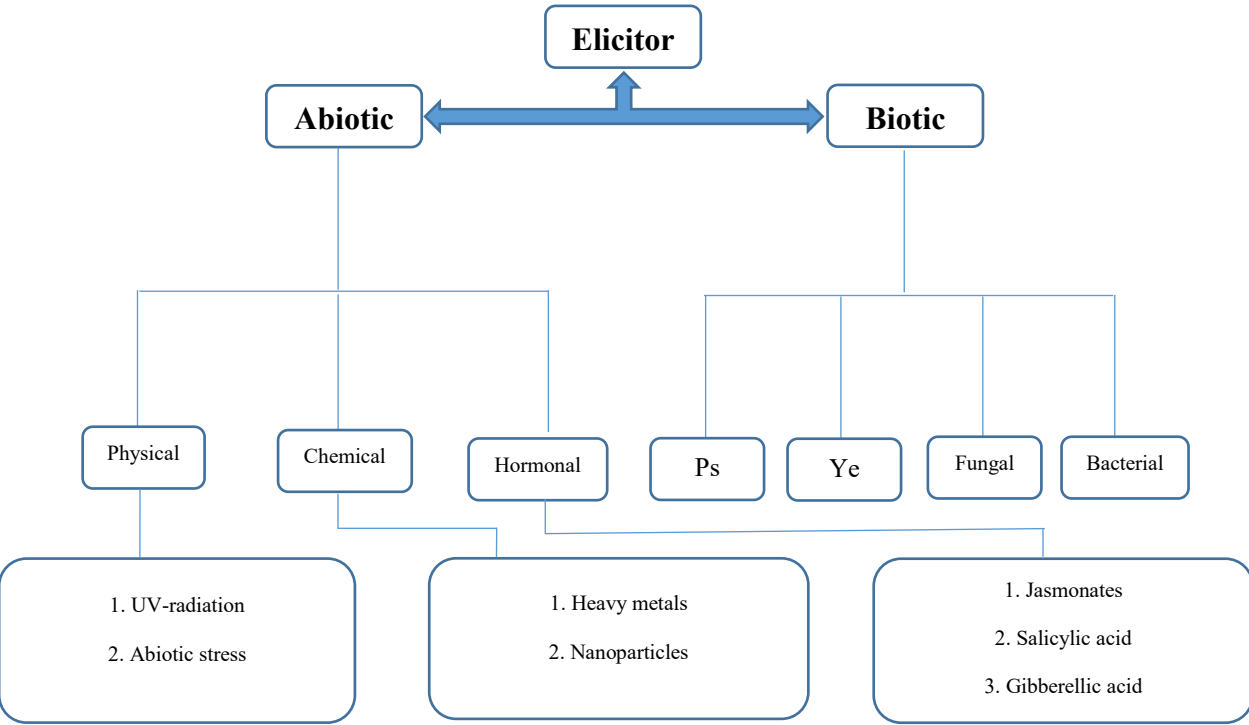 Elicitor
Abiotic
Biotic
Physical
Chemical
Hormonal
Ps
Ye
Fungal
Bacterial
1. UV-radiation
2. Abiotic stress
1. Heavy metals
2. Nanoparticles
1. Jasmonates
2. Salicylic acid
3. Gibberellic acid